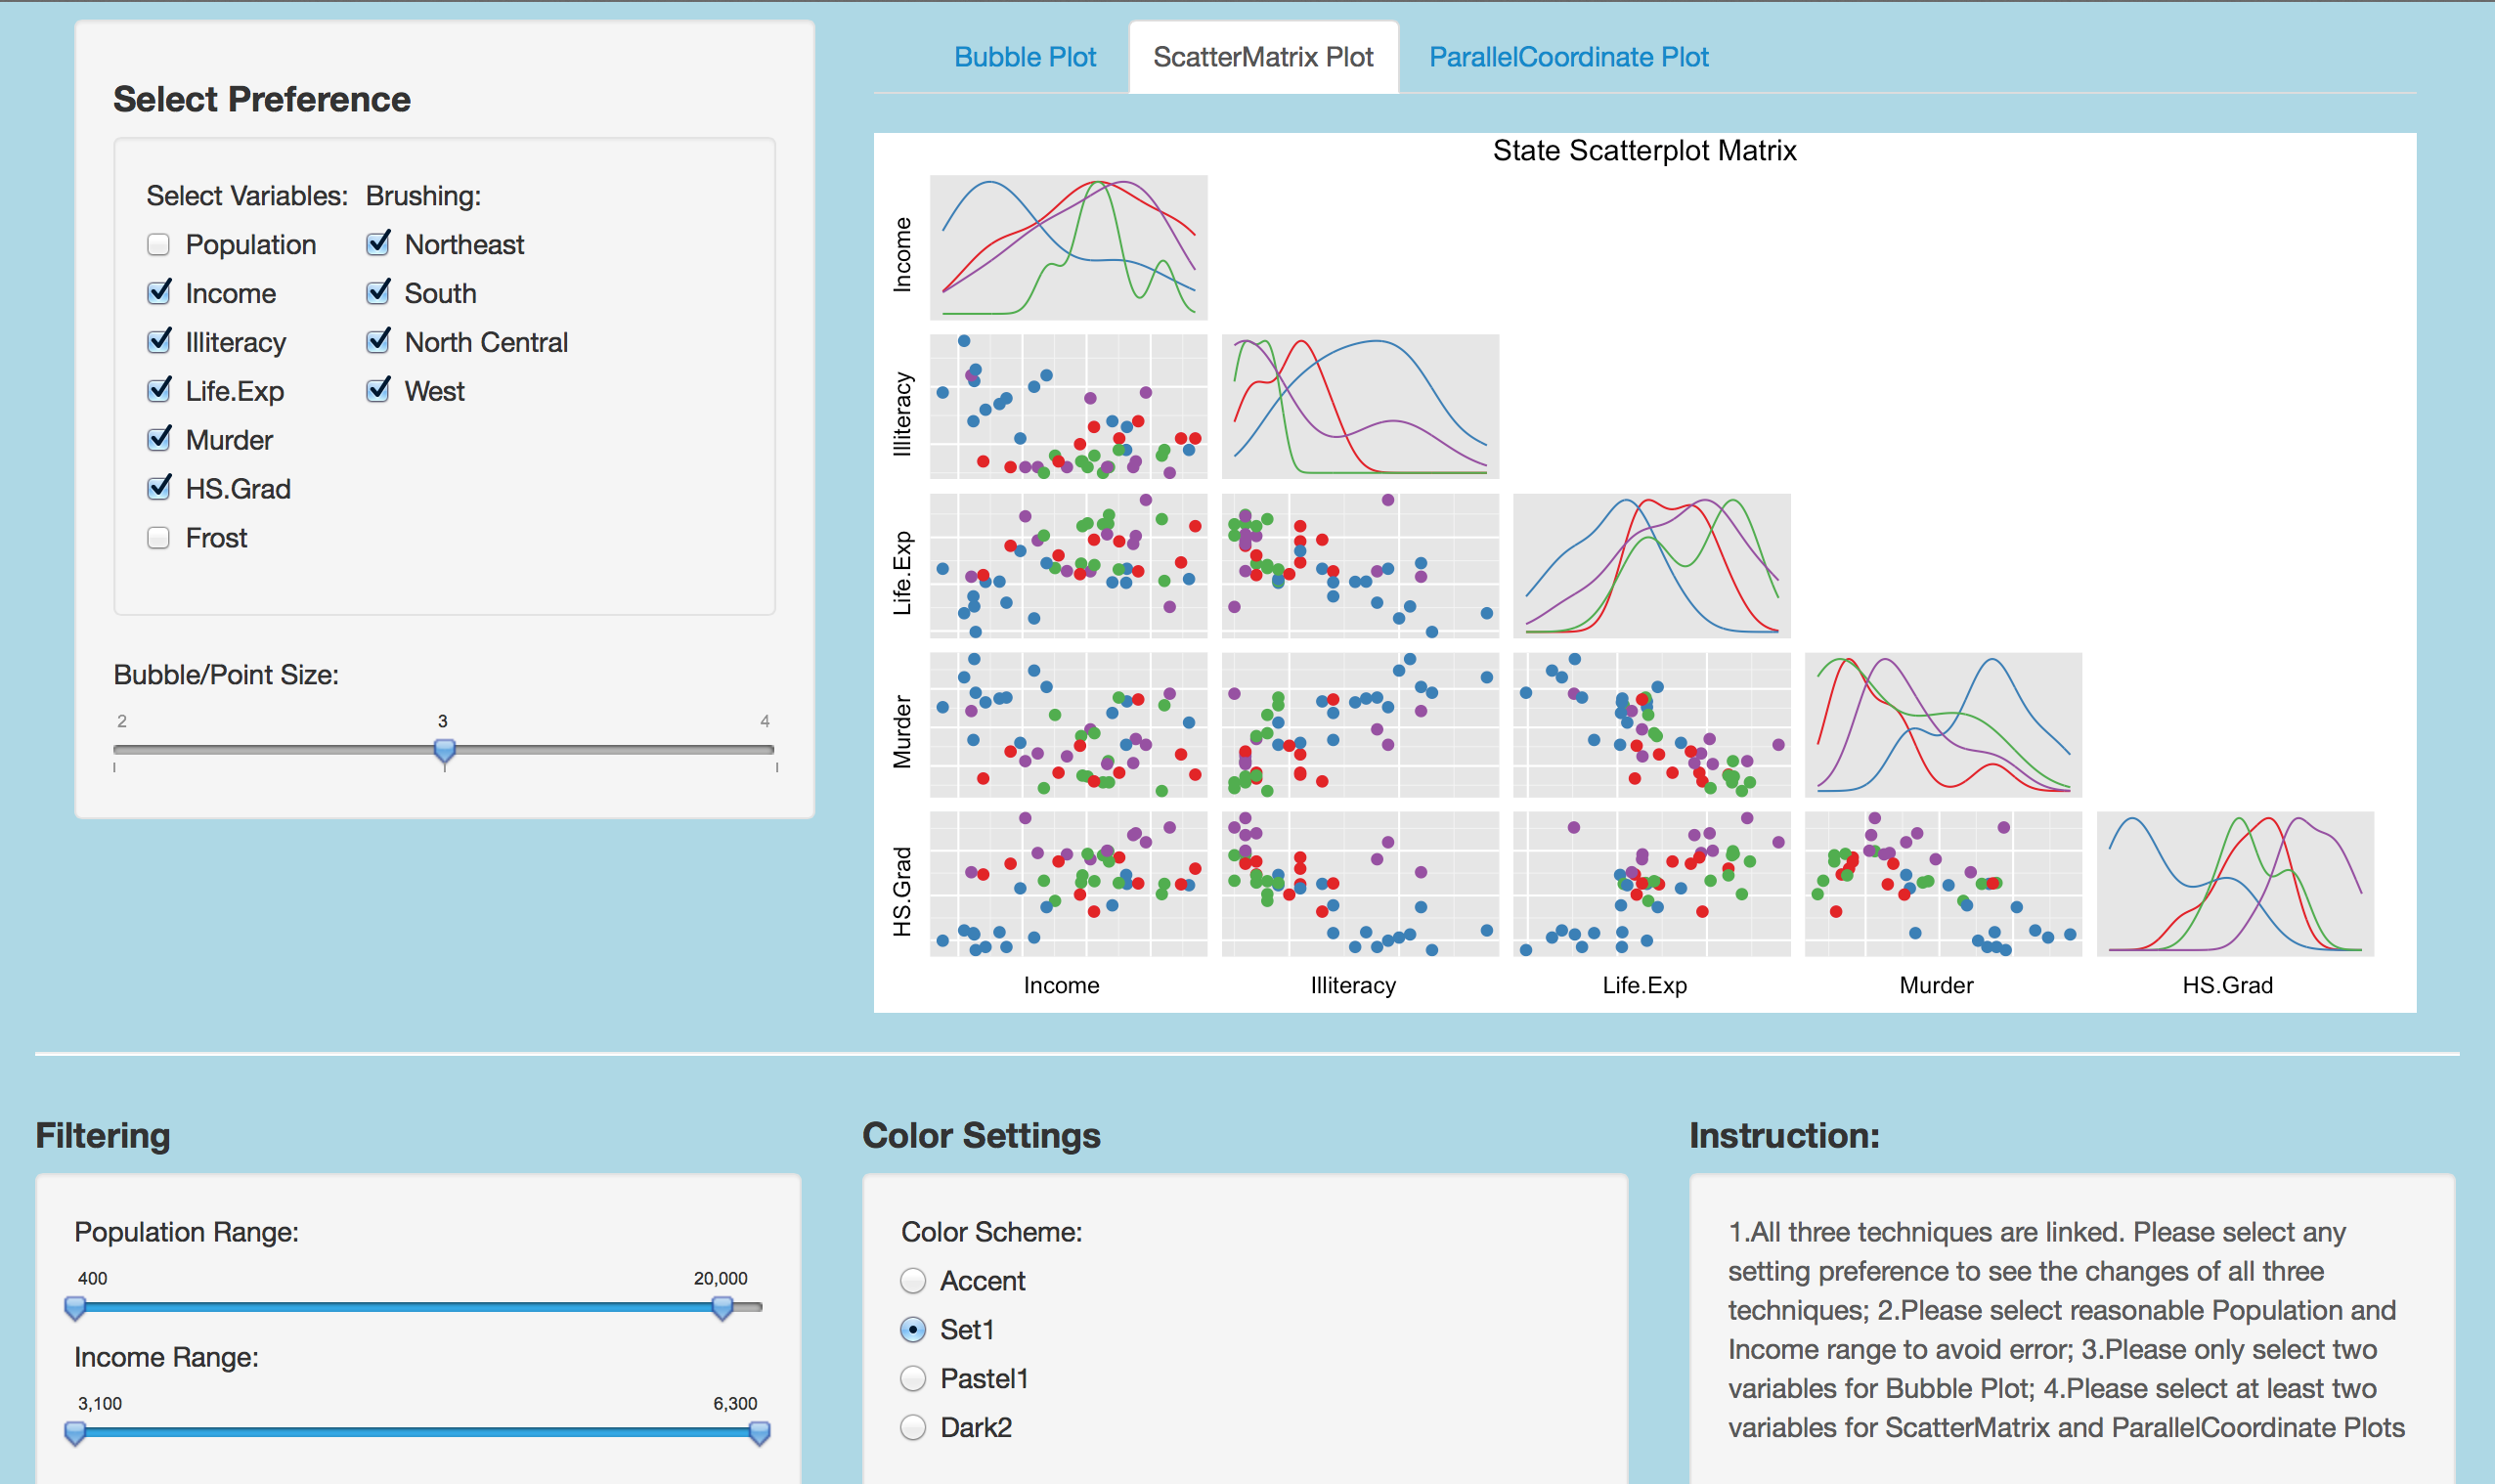 Select Preference
Select Variables: Brushing:
Population Northeast
Income South
Illiteracy North Central
Life.Exp West
Murder
HS.Grad
Frost
Bubble/Point Size:
2 3 4
Bubble Plot ScatterMatrix Plot ParallelCoordinate Plot
State Scatterplot Matrix
Income
Illiteracy
Life.Exp
Murder
HS.Grad
Income Illiteracy Life.Exp Murder HS.Grad
Filtering
Population Range:
400 20,000
Income Range:
3,100 6,300
Color Settings
Color Scheme:
Accent
Set1
Pastel1
Dark2
Instruction:
1.All three techniques are linked. Please select any
setting preference to see the changes of all three
techniques; 2.Please select reasonable Population and
Income range to avoid error; 3.Please only select two
variables for Bubble Plot; 4.Please select at least two
variables for ScatterMatrix and ParallelCoordinate Plots